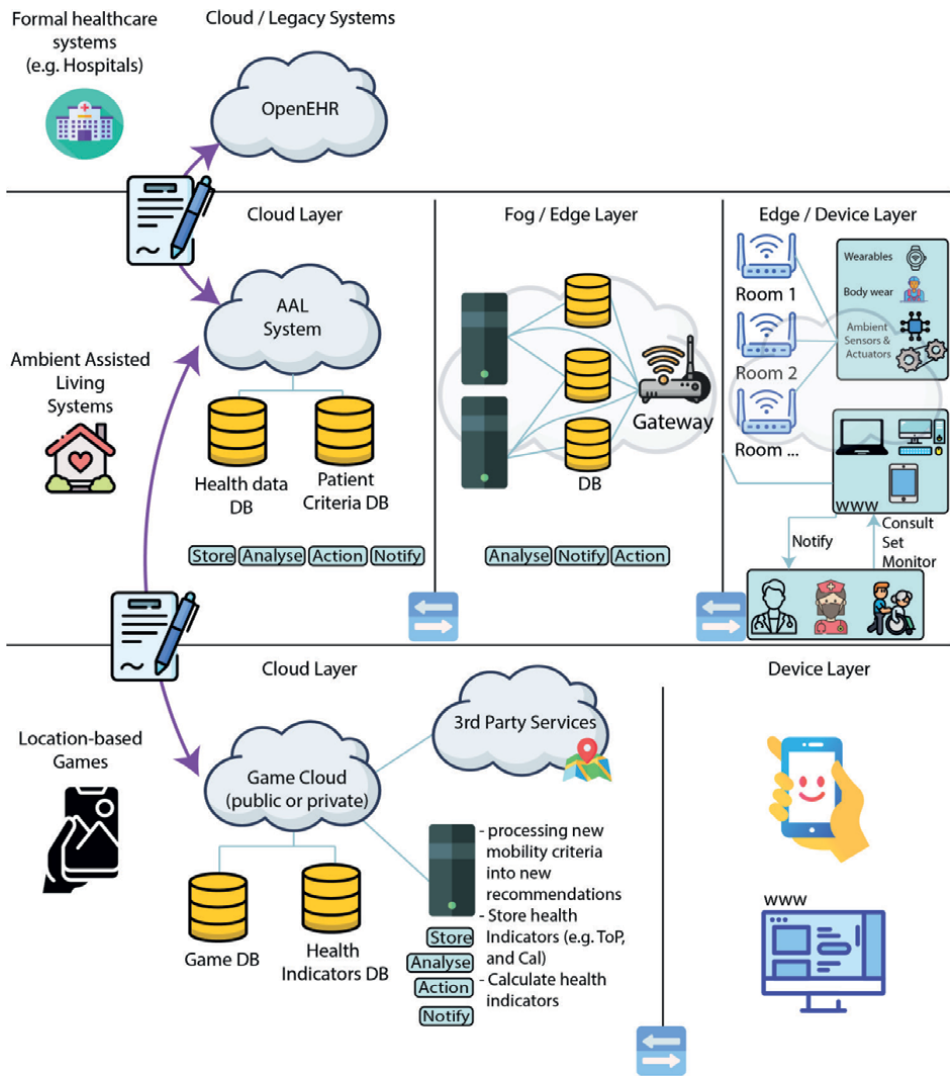 Formal healthcare
systems
(e.g. Hospitals)
Cloud / Legacy Systems
OpenEHR
Cloud Layer
Fog / Edge Layer
Edge / Device Layer
AAL
System
Ambient Assisted
Living
Systems
Health data
DB
Patient
Criteria DB
Store
Analyse
Action
Notify
Gateway
DB
Analyse
Notify
Action
Room 1
Room 2
Room ...
Wearables
Body wear
Ambient
Sensors &
Actuators
www
Notify
Consult
Set
Monitor
Cloud Layer
Device Layer
Location-based
Games
Game Cloud
(public or private)
3rd Party Services
Game DB
Health
Indicators DB
- processing new
mobility criteria
into new
recommendations
- Store health
Indicators (e.g. ToP,
and Cal)
- Calculate health
indicators
Store
Analyse
Action
Notify
www